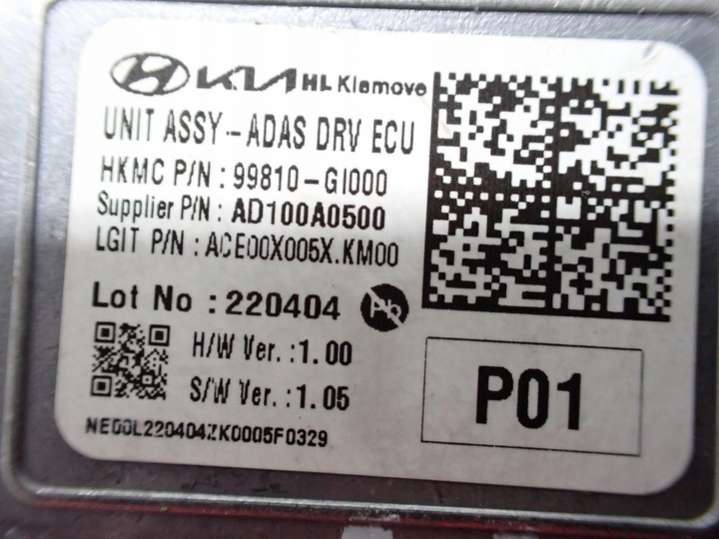 KIA HL Klemove
UNIT ASSY-ADAS DRV ECU
HKMC P/N : 99810-GI000
Supplier P/N : AD100A0500
LGIT P/N : ACE00X005X.KM00
Lot No : 220404 Pb
H/W Ver. : 1.00
S/W Ver. : 1.05
P01
NE00L220404ZK0005F0329